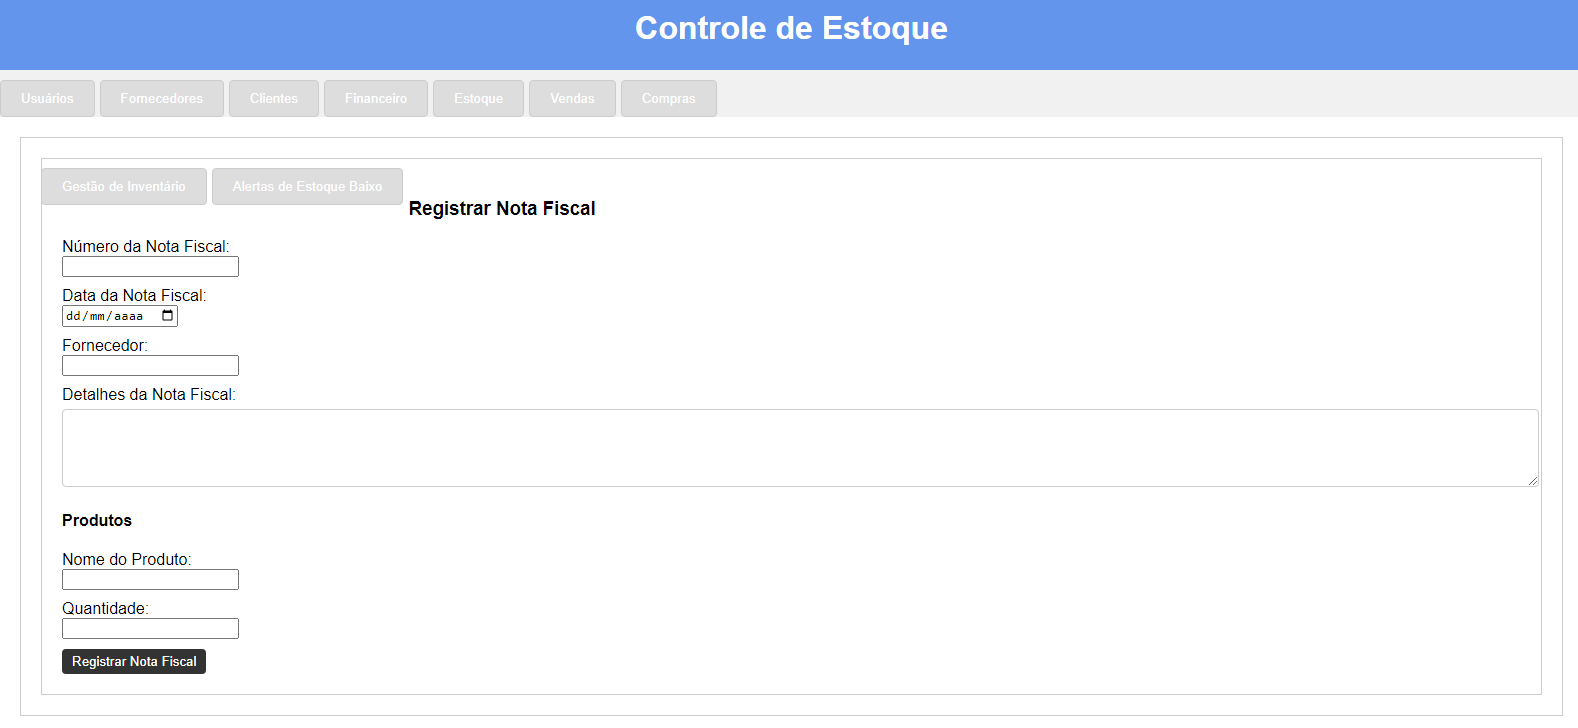 Controle de Estoque
Usuários Fornecedores Clientes Financeiro Estoque Vendas Compras
Gestão de Inventário Alertas de Estoque Baixo
Registrar Nota Fiscal
Número da Nota Fiscal:
Data da Nota Fiscal:
dd/mm/aaaa
Fornecedor:
Detalhes da Nota Fiscal:
Produtos
Nome do Produto:
Quantidade:
Registrar Nota Fiscal